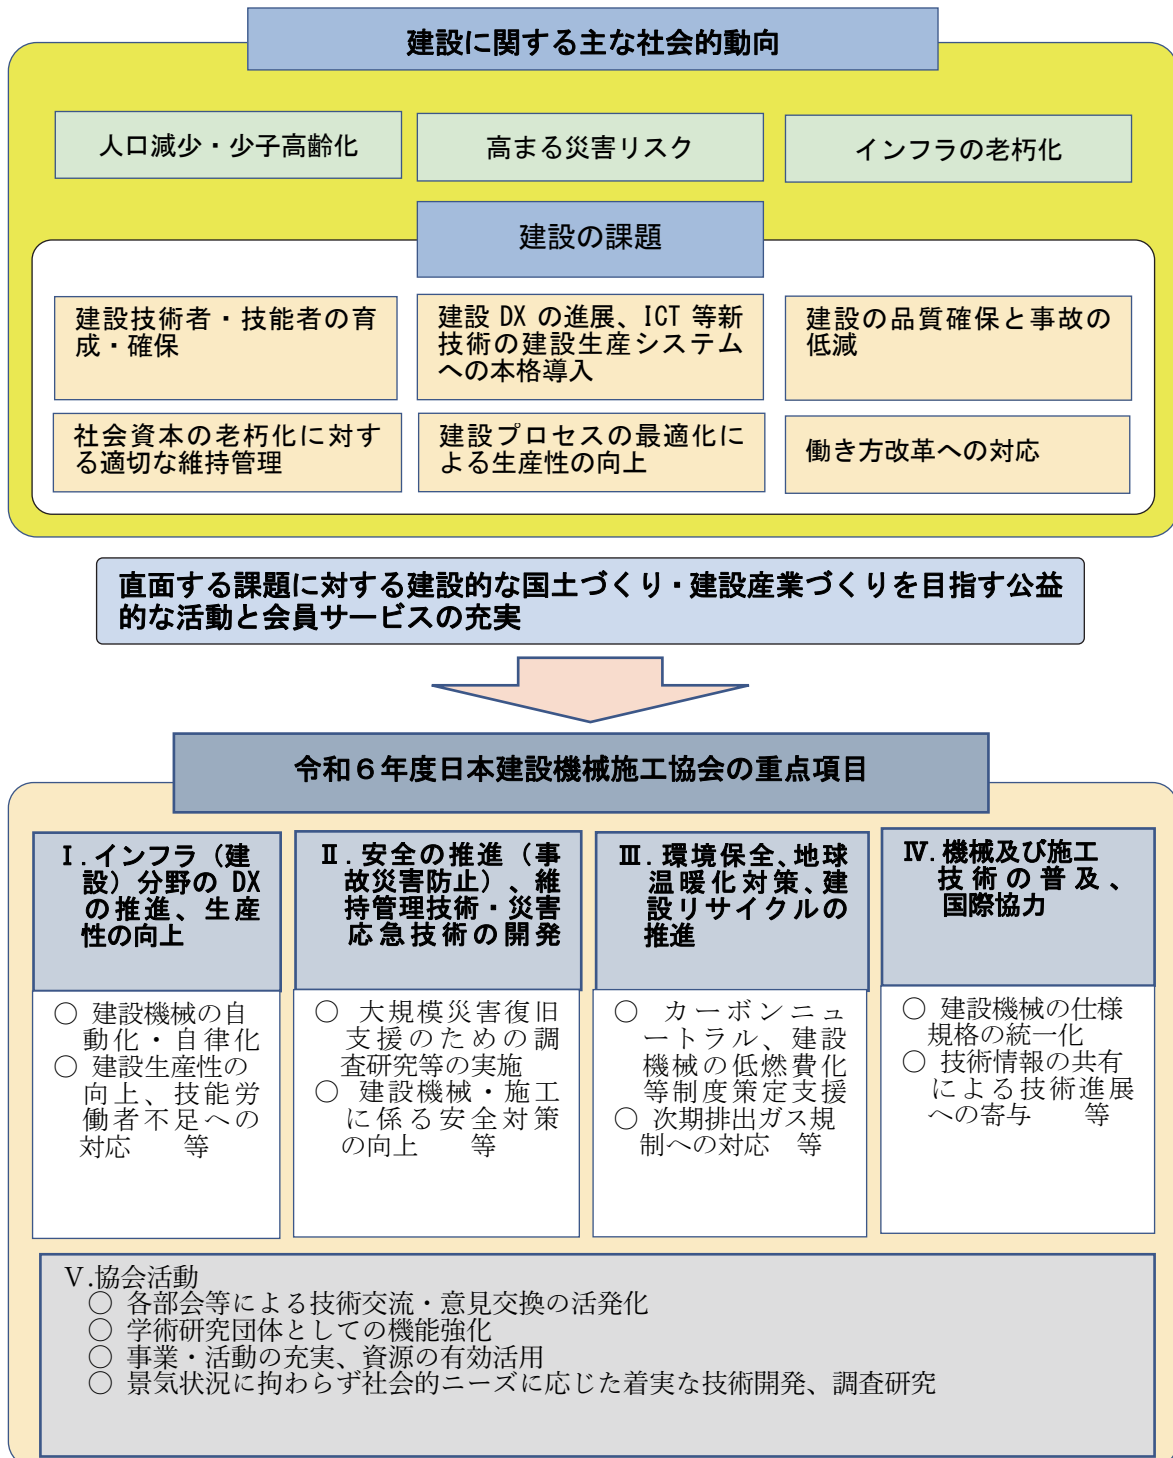 建設に関する主な社会的動向
人口減少・少子高齢化
高まる災害リスク
インフラの老朽化
建設の課題
建設技術者・技能者の育
成・確保
建設 DX の進展、ICT 等新
技術の建設生産システム
への本格導入
建設の品質確保と事故の
低減
社会資本の老朽化に対す
る適切な維持管理
建設プロセスの最適化に
よる生産性の向上
働き方改革への対応
直面する課題に対する建設的な国土づくり・建設産業づくりを目指す公益
的な活動と会員サービスの充実
令和６年度日本建設機械施工協会の重点項目
Ⅰ.インフラ（建
設）分野の DX
の推進、生産
性の向上
○ 建設機械の自
動化・自律化
○ 建設生産性の
向上、技能労
働者不足への
対応　　等
Ⅱ.安全の推進（事
故災害防止）、維
持管理技術・災害
応急技術の開発
○ 大規模災害復旧
支援のための調
査研究等の実施
○ 建設機械・施工
に係る安全対策
の向上　　等
Ⅲ.環境保全、地球
温暖化対策、建
設リサイクルの
推進
○ カーボンニュ
ートラル、建設
機械の低燃費化
等制度策定支援
○ 次期排出ガス規
制への対応　等
Ⅳ.機械及び施工
技術の普及、
国際協力
○ 建設機械の仕様
規格の統一化
○ 技術情報の共有
による技術進展
への寄与　　等
Ⅴ.協会活動
○ 各部会等による技術交流・意見交換の活発化
○ 学術研究団体としての機能強化
○ 事業・活動の充実、資源の有効活用
○ 景気状況に拘わらず社会的ニーズに応じた着実な技術開発、調査研究